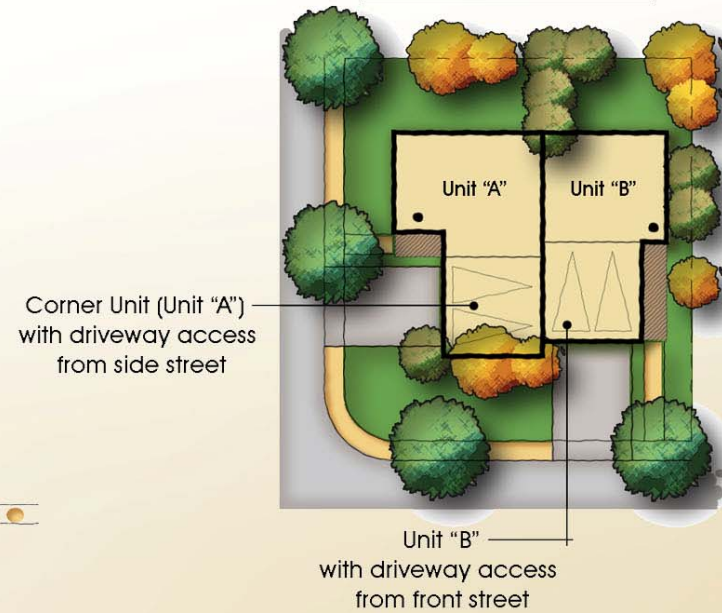 Unit “A”
Unit “B”
Corner Unit (Unit “A”)
with driveway access
from side street
Unit “B”
with driveway access
from front street